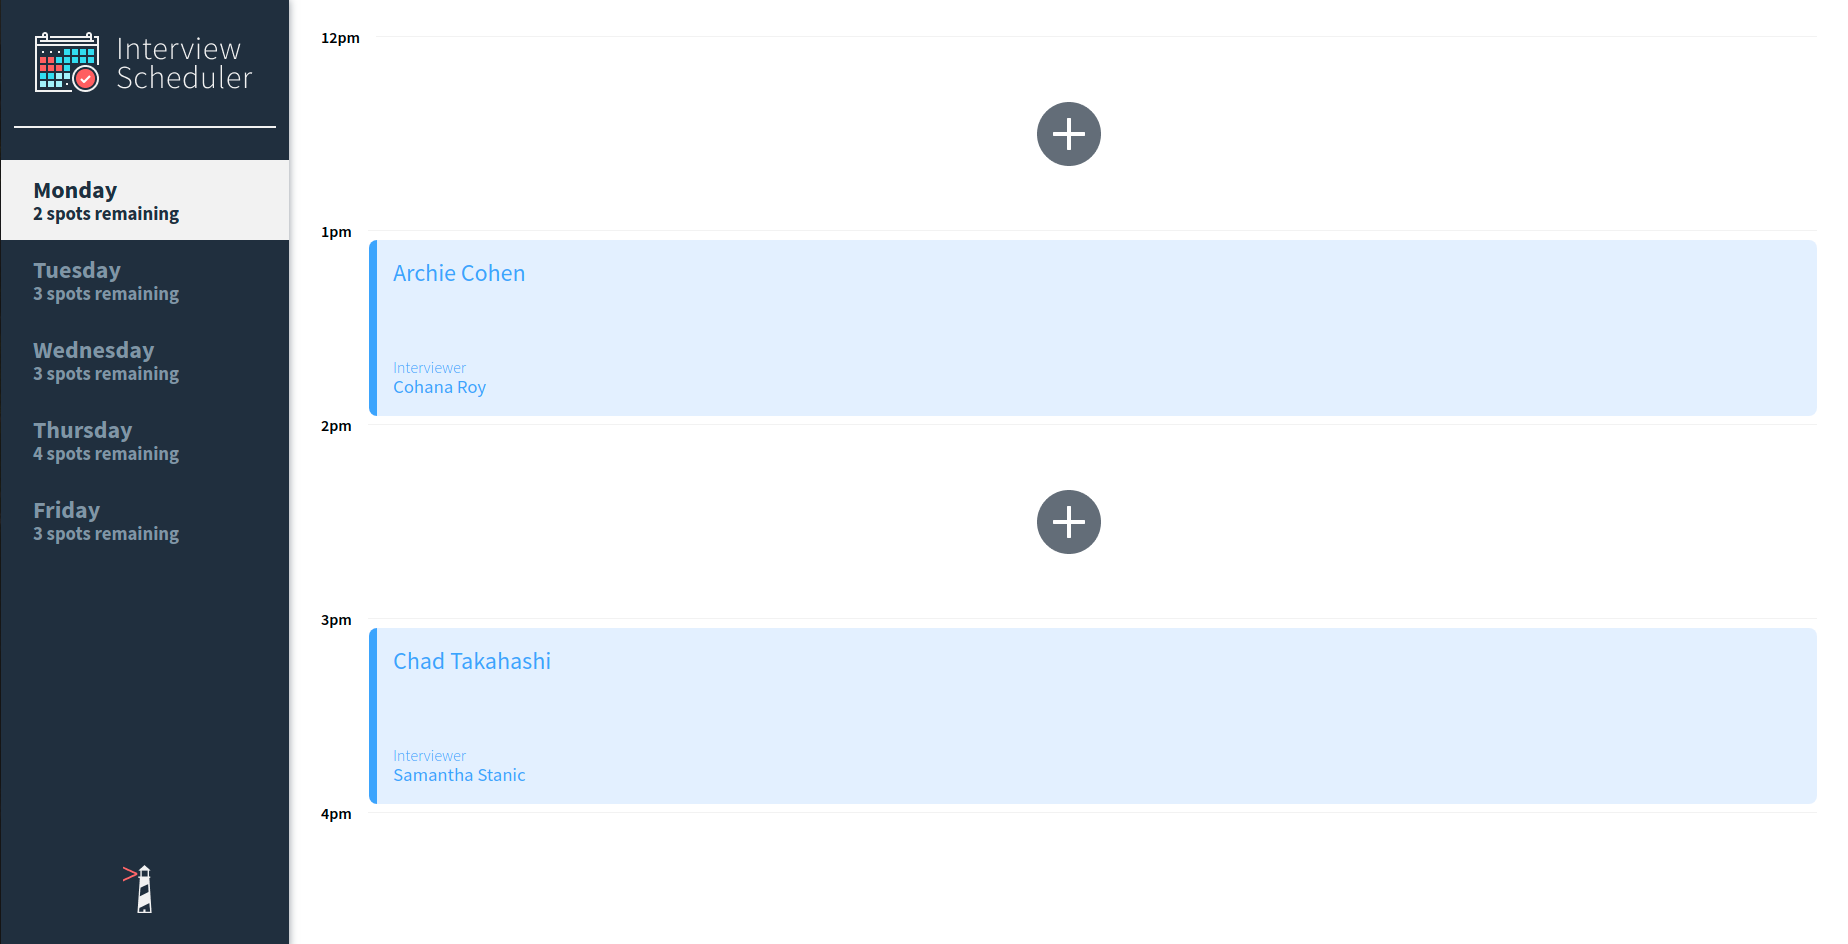 Interview
Scheduler
Monday
2 spots remaining
Tuesday
3 spots remaining
Wednesday
3 spots remaining
Thursday
4 spots remaining
Friday
3 spots remaining
12pm
1pm
Archie Cohen
Interviewer
Cohana Roy
2pm
3pm
Chad Takahashi
Interviewer
Samantha Stanic
4pm